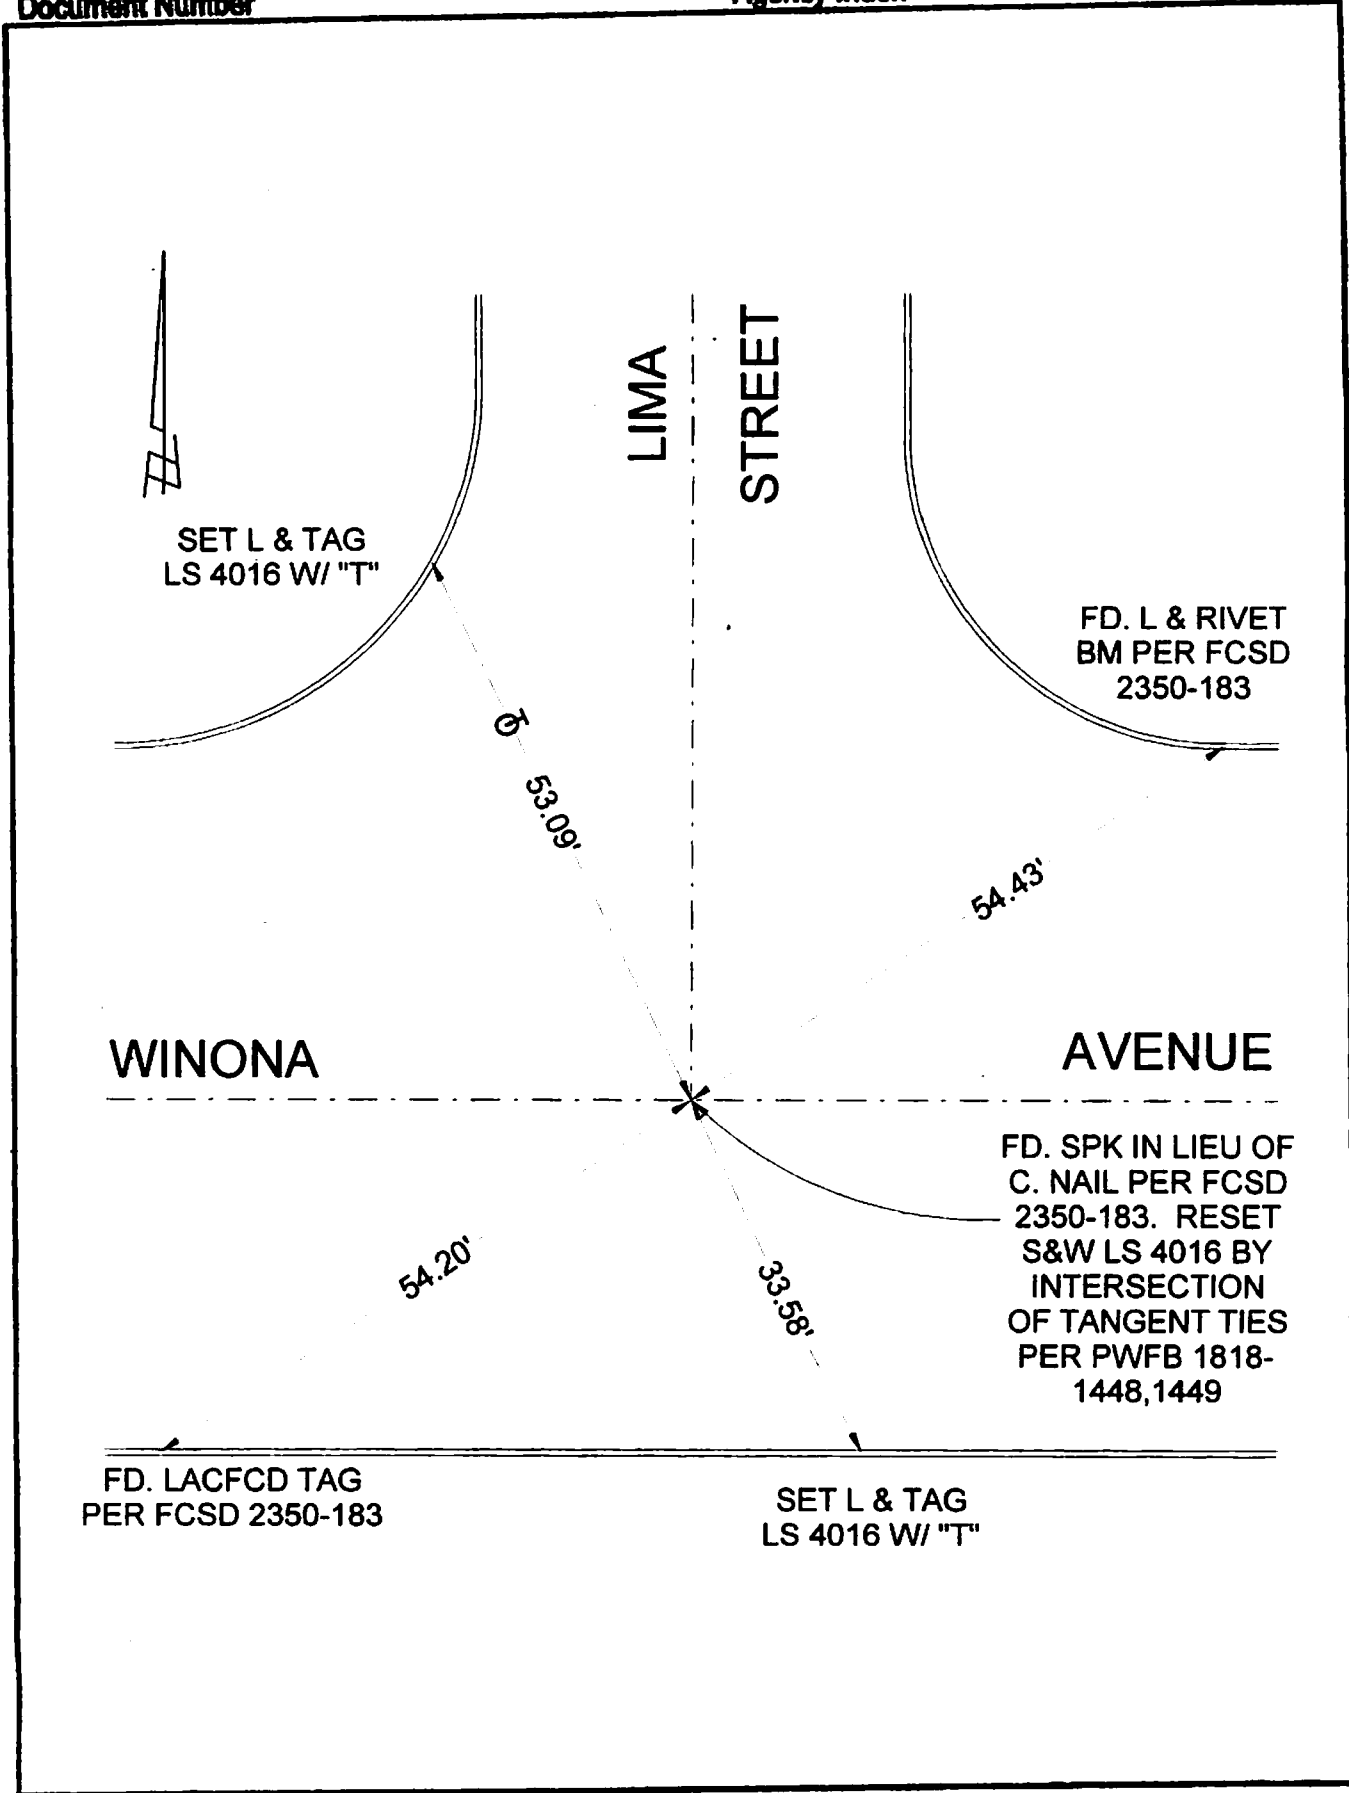 Document Number
Agency Index
LIMA
STREET
SET L & TAG
LS 4016 W/ "T"
FD. L & RIVET
BM PER FCSD
2350-183
53.09'
54.43'
WINONA
AVENUE
FD. SPK IN LIEU OF
C. NAIL PER FCSD
2350-183. RESET
S&W LS 4016 BY
INTERSECTION
OF TANGENT TIES
PER PWFB 1818-
1448,1449
54.20'
33.58'
FD. LACFCD TAG
PER FCSD 2350-183
SET L & TAG
LS 4016 W/ "T"